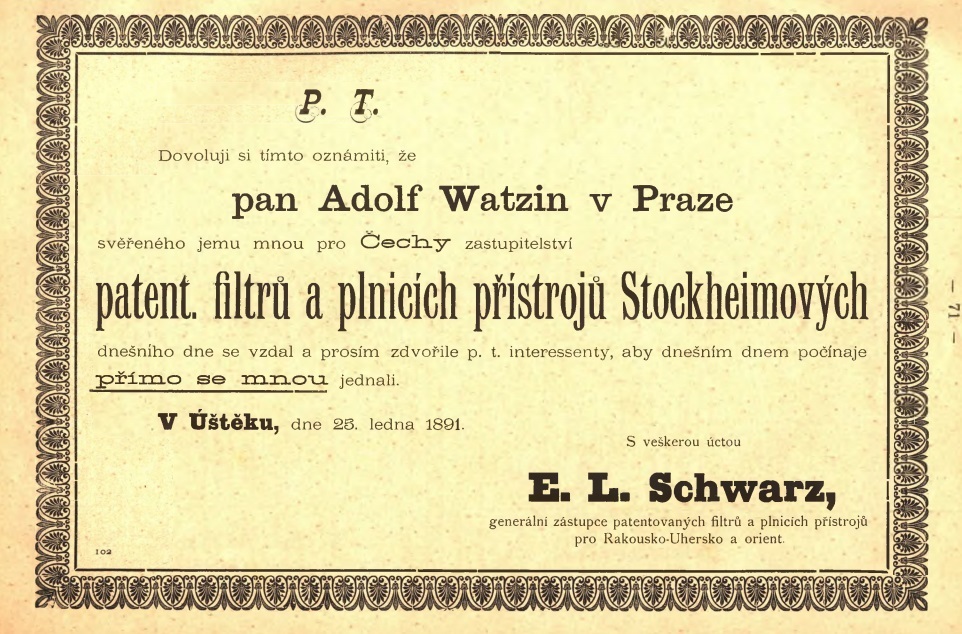 P. T.
Dovoluji si tímto oznámiti, že
pan Adolf Watzin v Praze
svěřeného jemu mnou pro Čechy zastupitelství
patent. filtrů a plnicích přístrojů Stockheimových
dnešního dne se vzdal a prosím zdvořile p. t. interessenty, aby dnešním dnem počínaje
přímo se mnou jednali.
V Úštěku, dne 25. ledna 1891.
S veškerou úctou
E. L. Schwarz,
generální zástupce patentovaných filtrů a plnicích přístrojů
pro Rakousko-Uhersko a orient.
102
— 71 —